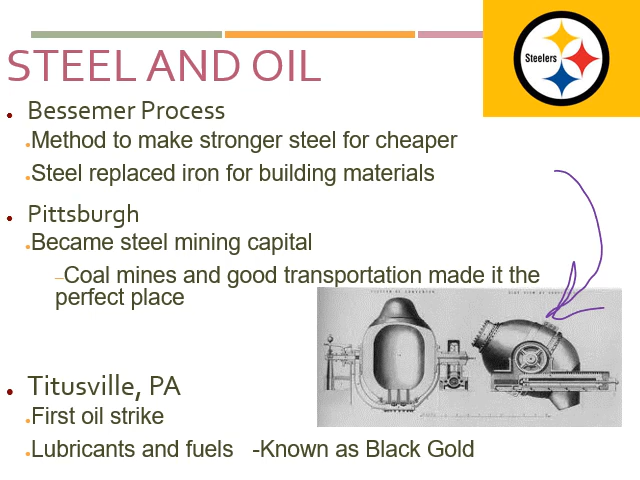 STEEL AND OIL
Steelers
Bessemer Process
Method to make stronger steel for cheaper
Steel replaced iron for building materials
Pittsburgh
Became steel mining capital
–Coal mines and good transportation made it the
perfect place
Titusville, PA
First oil strike
Lubricants and fuels -Known as Black Gold